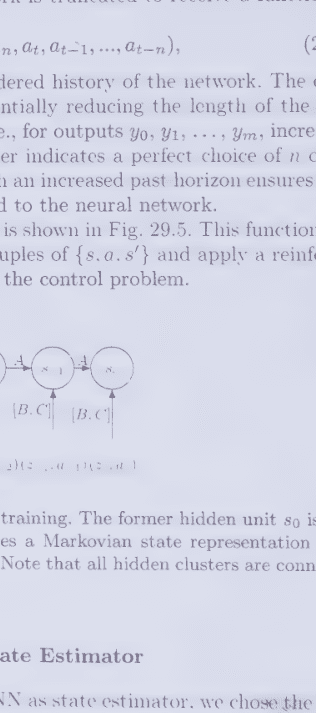 n, at, at−1, ..., at−n), (2
dered history of the network. The
entially reducing the length of the
e., for outputs y0, y1, . . . , ym, incre
er indicates a perfect choice of n
n an increased past horizon ensures
d to the neural network.
is shown in Fig. 29.5. This function
uples of {s, a, s′} and apply a reinf
the control problem.
A A
[B, C] [B, C]
training. The former hidden unit s0 is
es a Markovian state representation
Note that all hidden clusters are conn
ate Estimator
NN as state estimator, we chose the